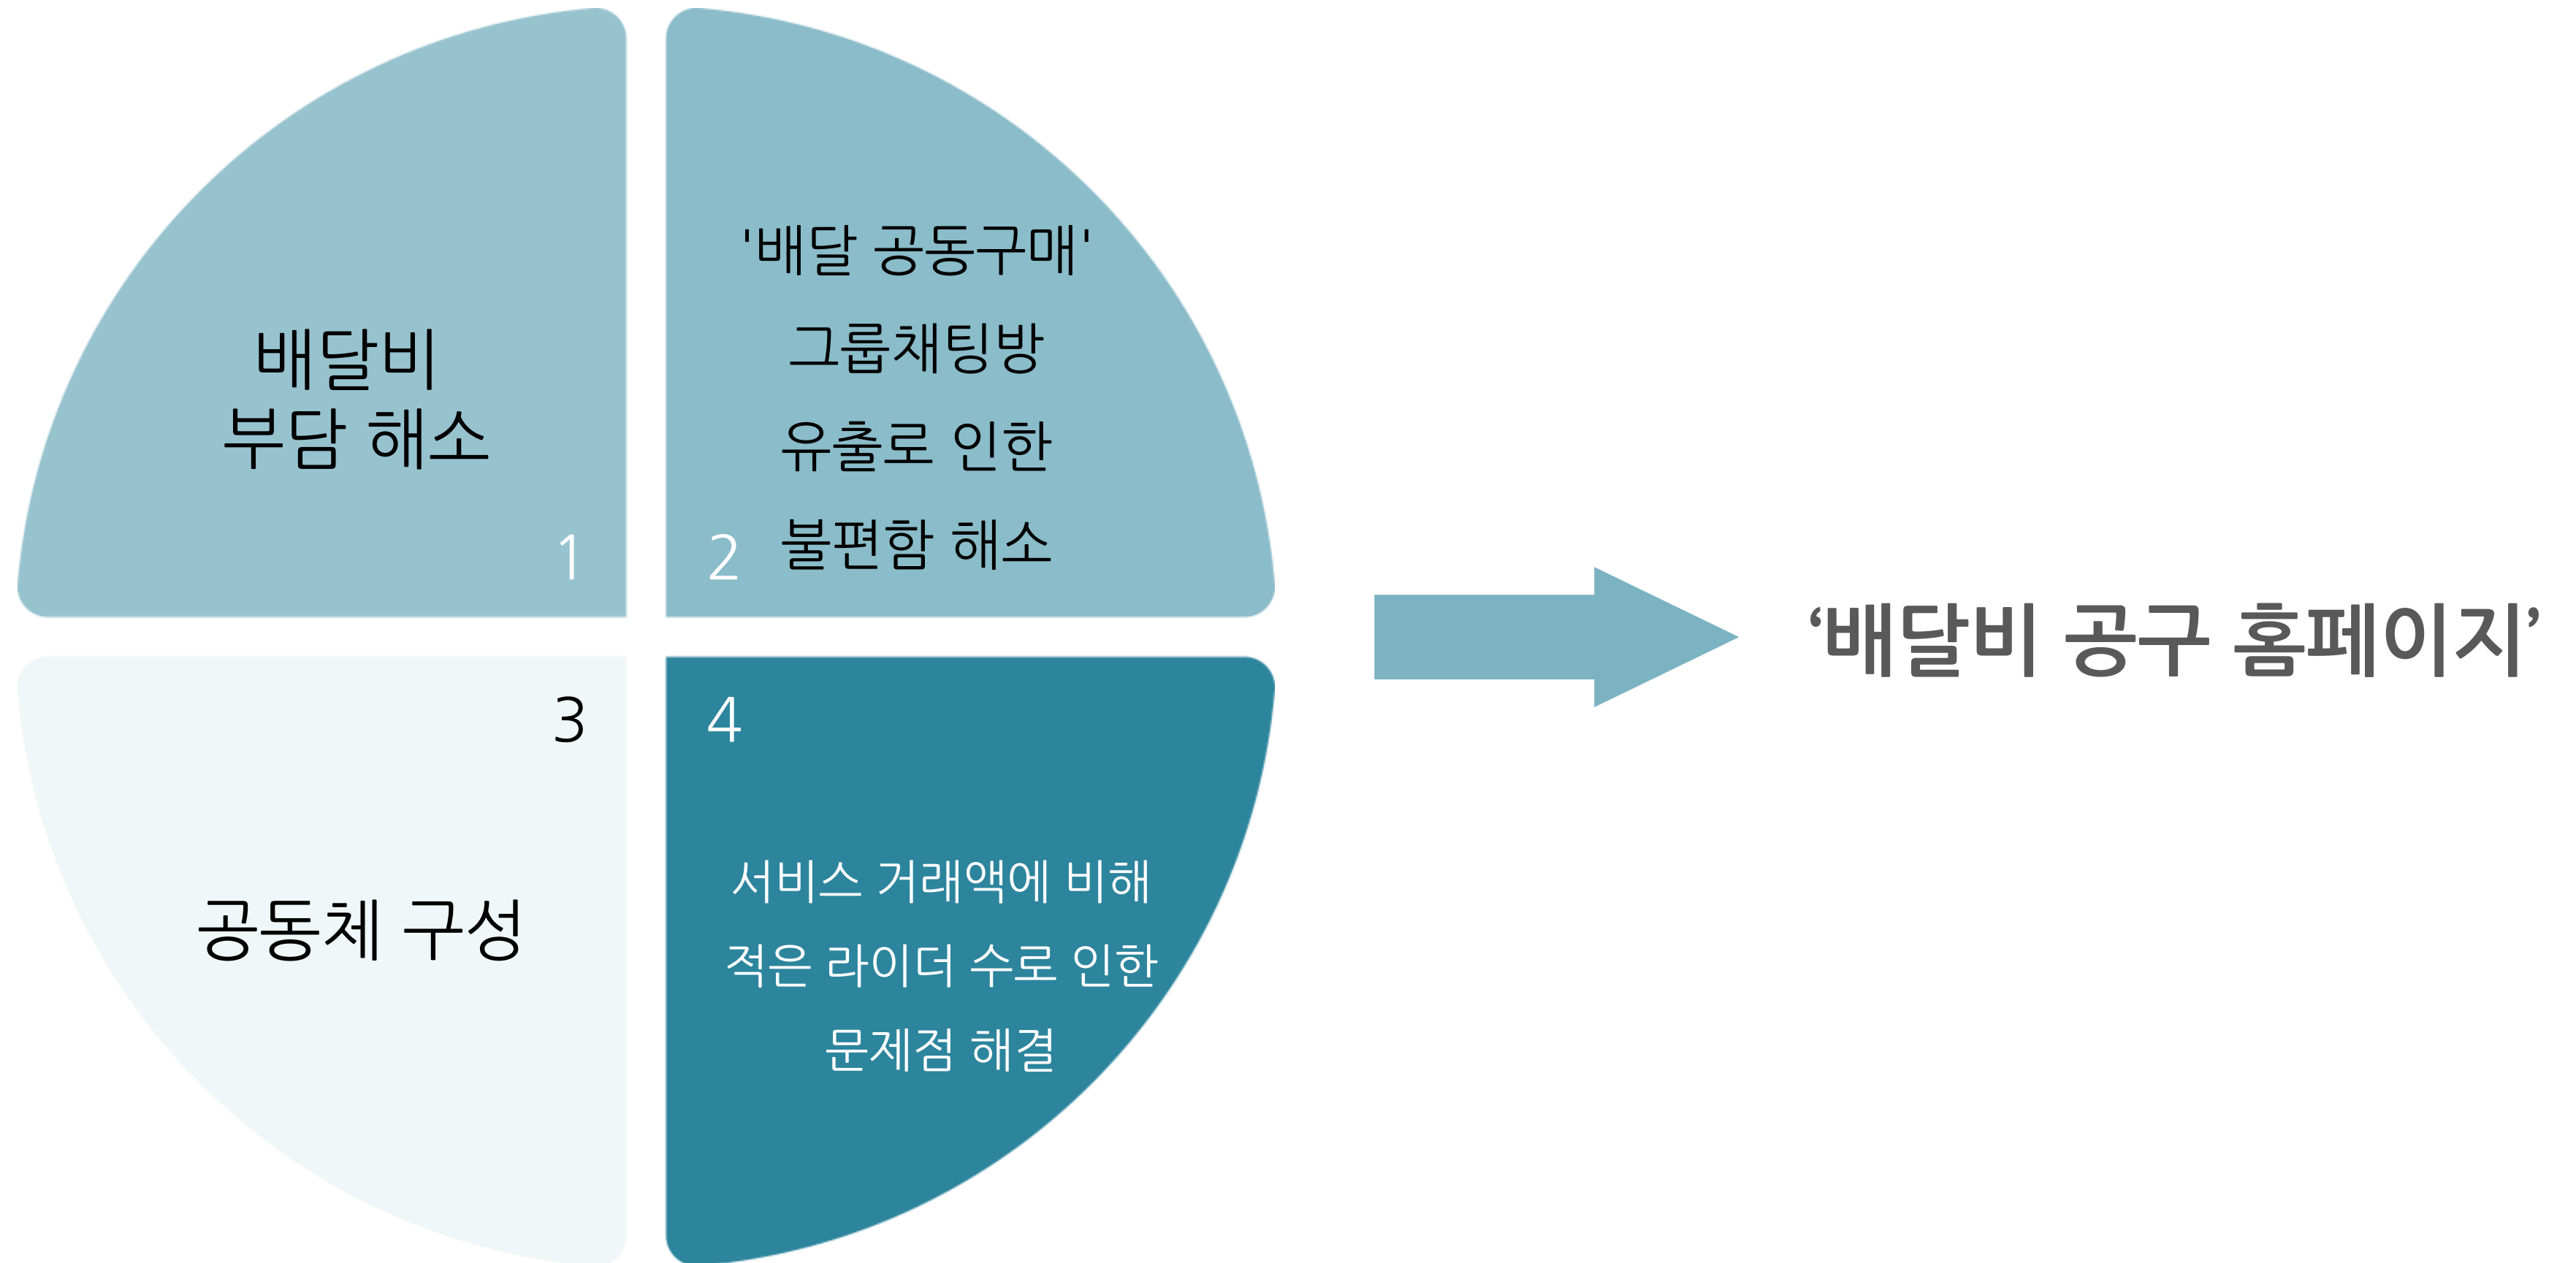 배달비
부담 해소
1
'배달 공동구매'
그룹채팅방
유출로 인한
불편함 해소
2
3
공동체 구성
4
서비스 거래액에 비해
적은 라이더 수로 인한
문제점 해결
‘배달비 공구 홈페이지’